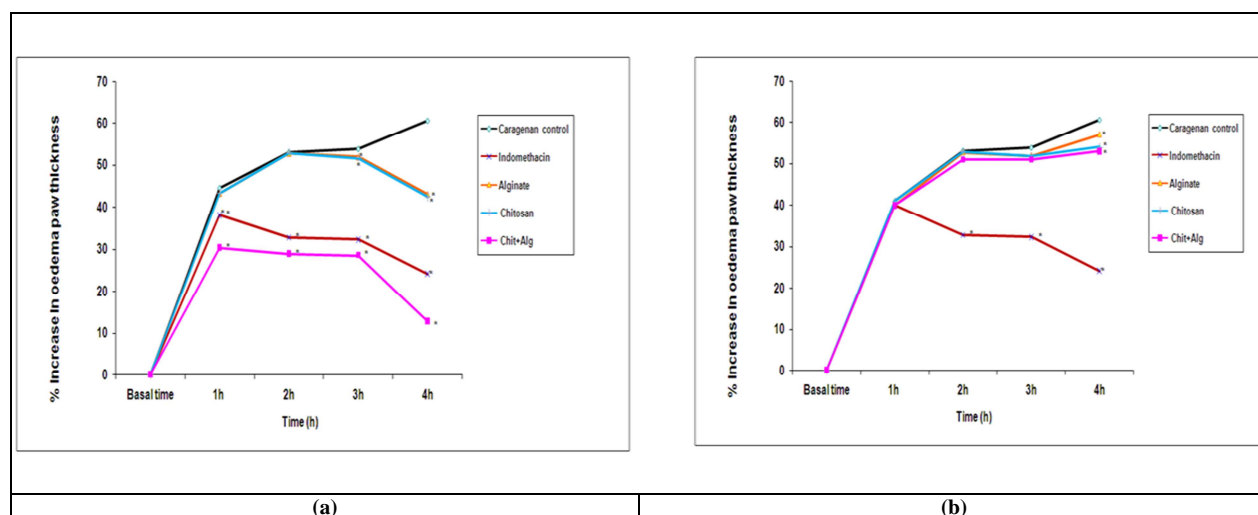 70
60
50
40
30
20
10
0
% Increase in oedema paw thickness
Basal time 1h 2h 3h 4h
Time (h)
Caragenan control
Indomethacin
Alginate
Chitosan
Chit+Alg
(a)
70
60
50
40
30
20
10
0
% Increase in oedema paw thickness
Basal time 1h 2h 3h 4h
Time (h)
Caragenan control
Indomethacin
Alginate
Chitosan
Chit+Alg
(b)